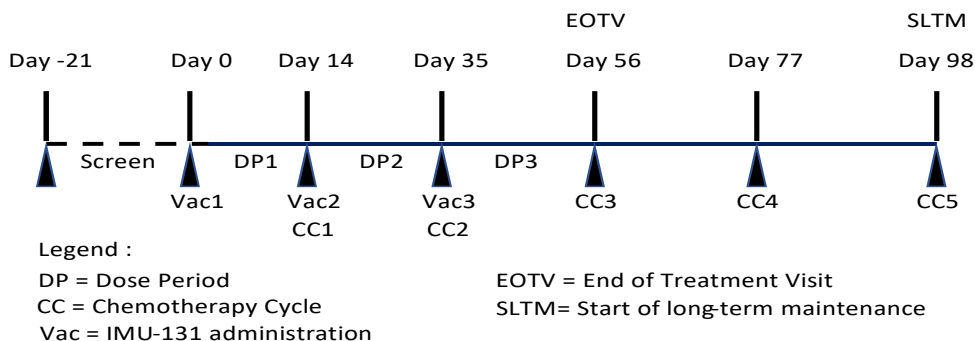 EOTV SLTM
Day -21 Day 0 Day 14 Day 35 Day 56 Day 77 Day 98
Screen DP1 DP2 DP3
Vac1 Vac2 Vac3 CC3 CC4 CC5
CC1 CC2
Legend :
DP = Dose Period
CC = Chemotherapy Cycle
Vac = IMU-131 administration
EOTV = End of Treatment Visit
SLTM= Start of long-term maintenance